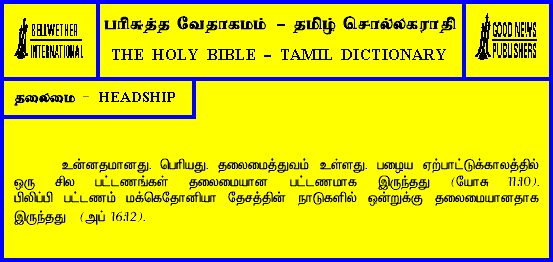 BELLWETHER
INTERNATIONAL
பரிசுத்த வேதாகமம் - தமிழ் சொல்லகராதி
THE HOLY BIBLE - TAMIL DICTIONARY
GOOD NEWS
PUBLISHERS
தலைமை - HEADSHIP
உன்னதமானது. பெரியது. தலைமைத்துவம் உள்ளது. பழைய ஏற்பாட்டுக்காலத்தில்
ஒரு சில பட்டணங்கள் தலைமையான பட்டணமாக இருந்தது (யோசு 11:10).
பிலிப்பி பட்டணம் மக்கெதோனியா தேசத்தின் நாடுகளில் ஒன்றுக்கு தலைமையானதாக
இருந்தது (அப் 16:12).